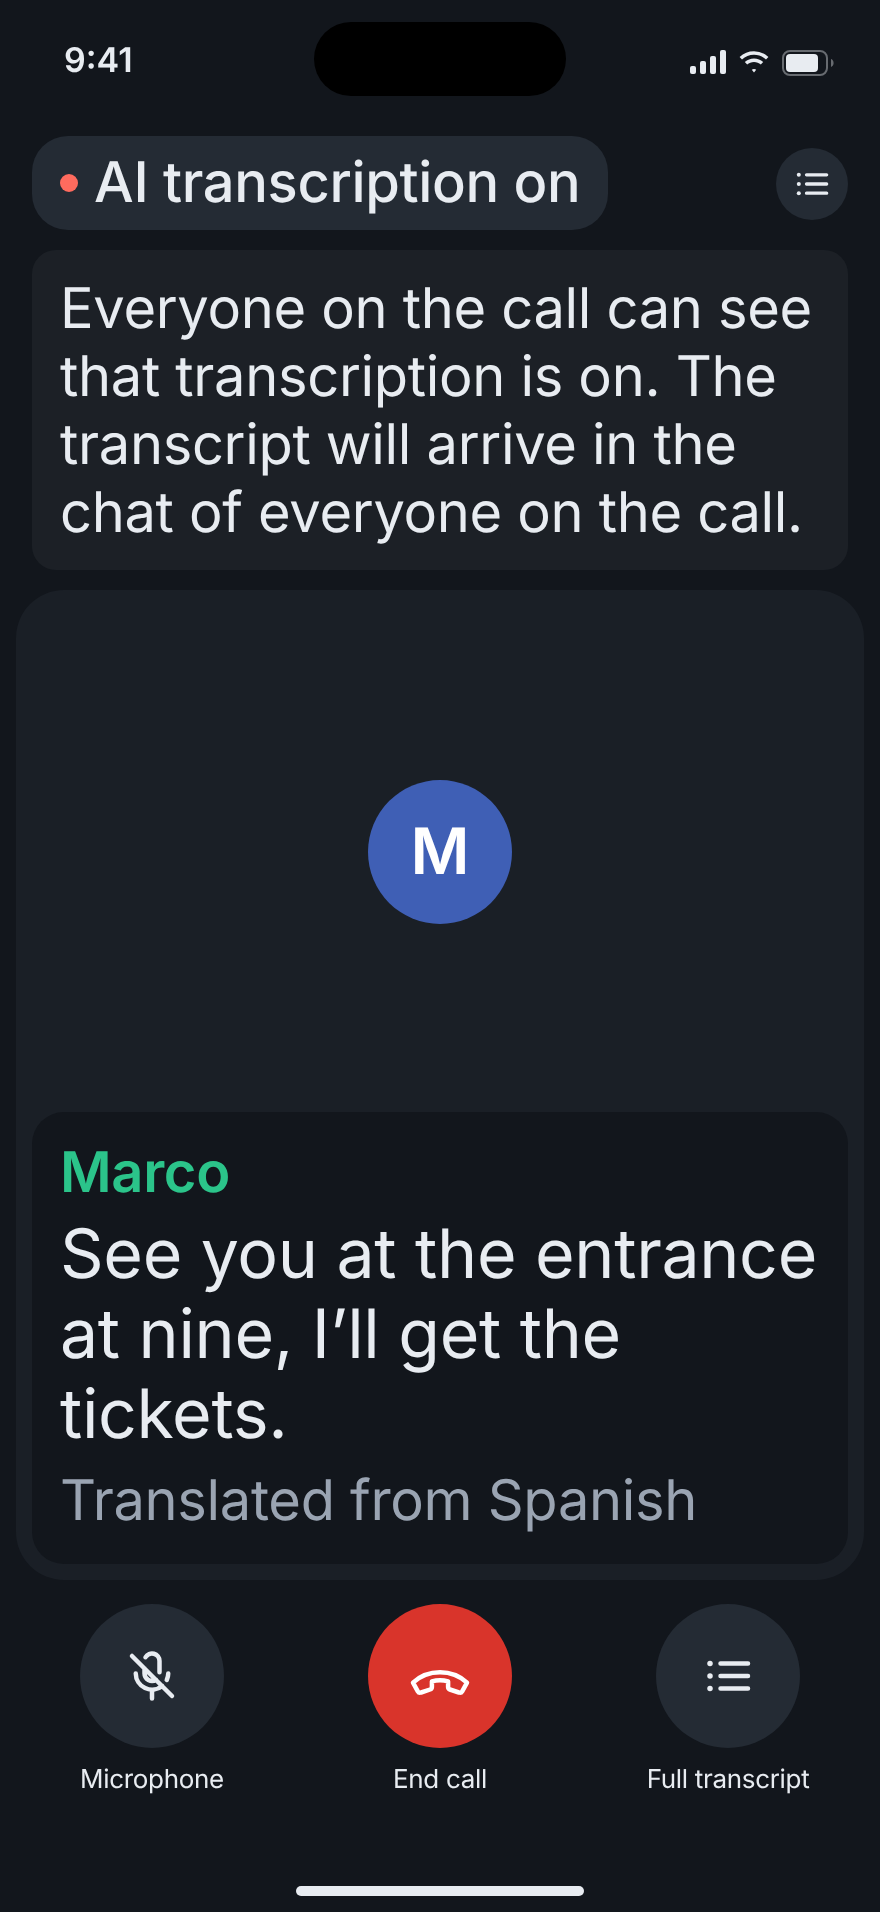 9:41
AI transcription on
Everyone on the call can see
that transcription is on. The
transcript will arrive in the
chat of everyone on the call.
M
Marco
See you at the entrance
at nine, I’ll get the
tickets.
Translated from Spanish
Microphone
End call
Full transcript